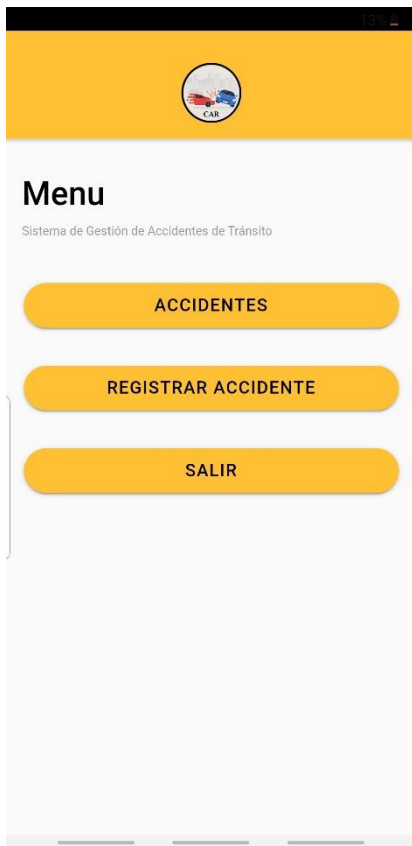 13%
CAR
Menu
Sistema de Gestión de Accidentes de Tránsito
ACCIDENTES
REGISTRAR ACCIDENTE
SALIR